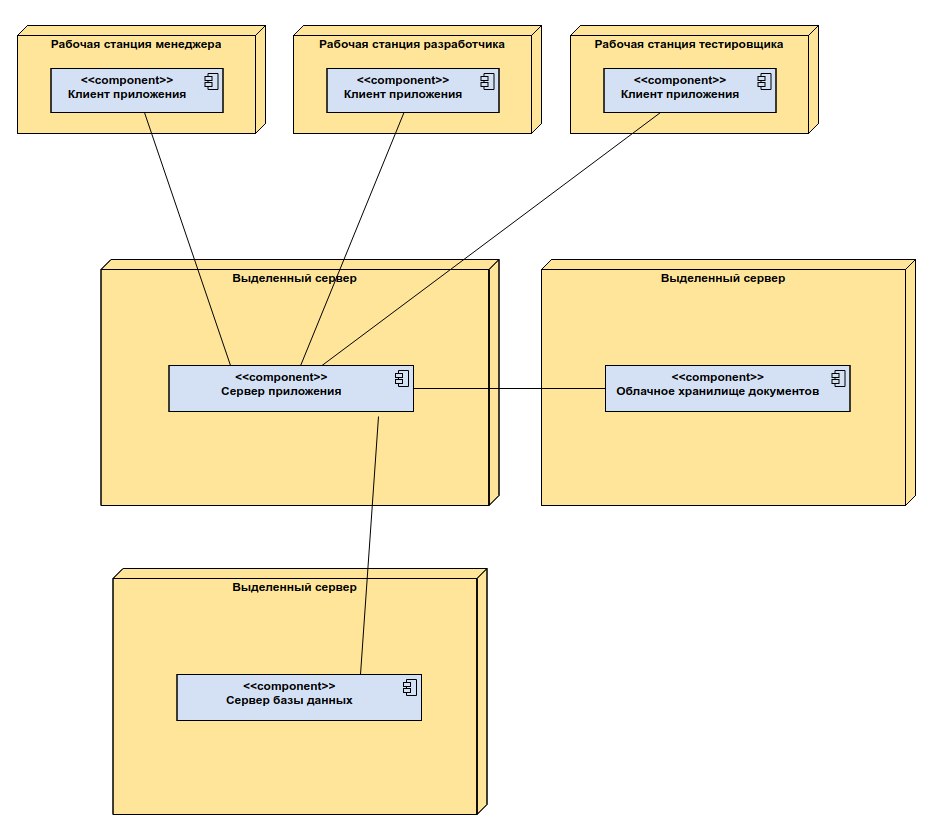 Рабочая станция менеджера
<<component>>
Клиент приложения
Рабочая станция разработчика
<<component>>
Клиент приложения
Рабочая станция тестировщика
<<component>>
Клиент приложения
Выделенный сервер
<<component>>
Сервер приложения
Выделенный сервер
<<component>>
Облачное хранилище документов
Выделенный сервер
<<component>>
Сервер базы данных